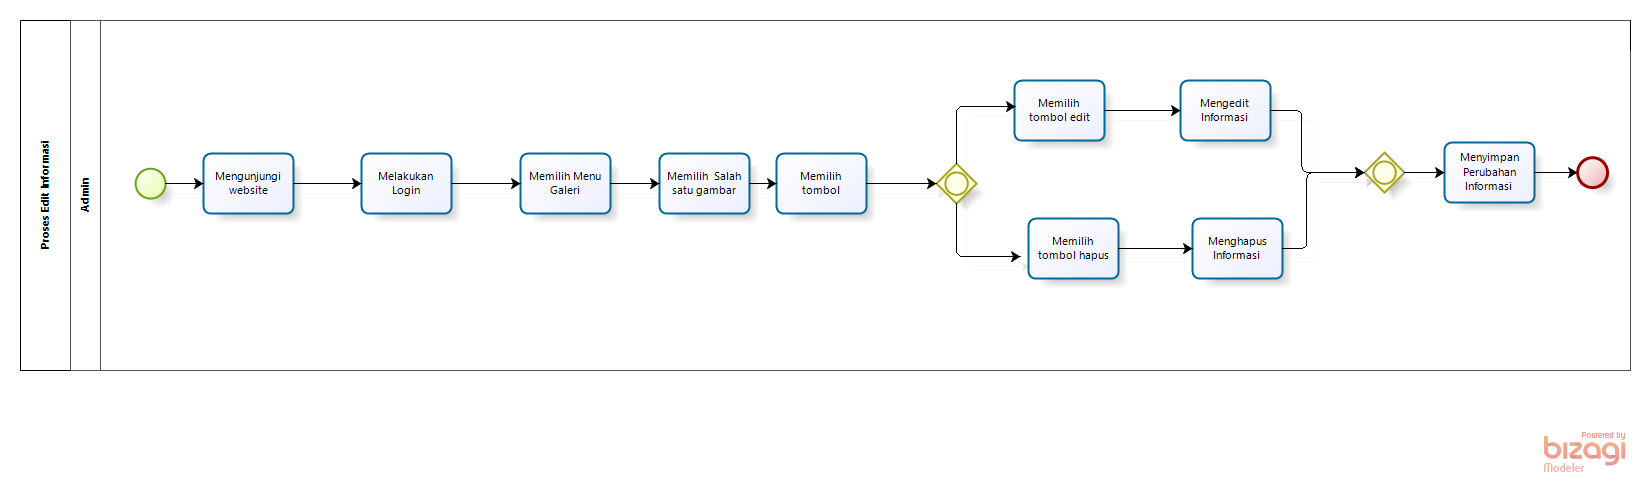 Proses Edit Informasi
Admin
Mengunjungi
website
Melakukan
Login
Memilih Menu
Galeri
Memilih Salah
satu gambar
Memilih
tombol
Memilih
tombol edit
Mengedit
Informasi
Memilih
tombol hapus
Menghapus
Informasi
Menyimpan
Perubahan
Informasi
Powered by
bizagi
Modeler